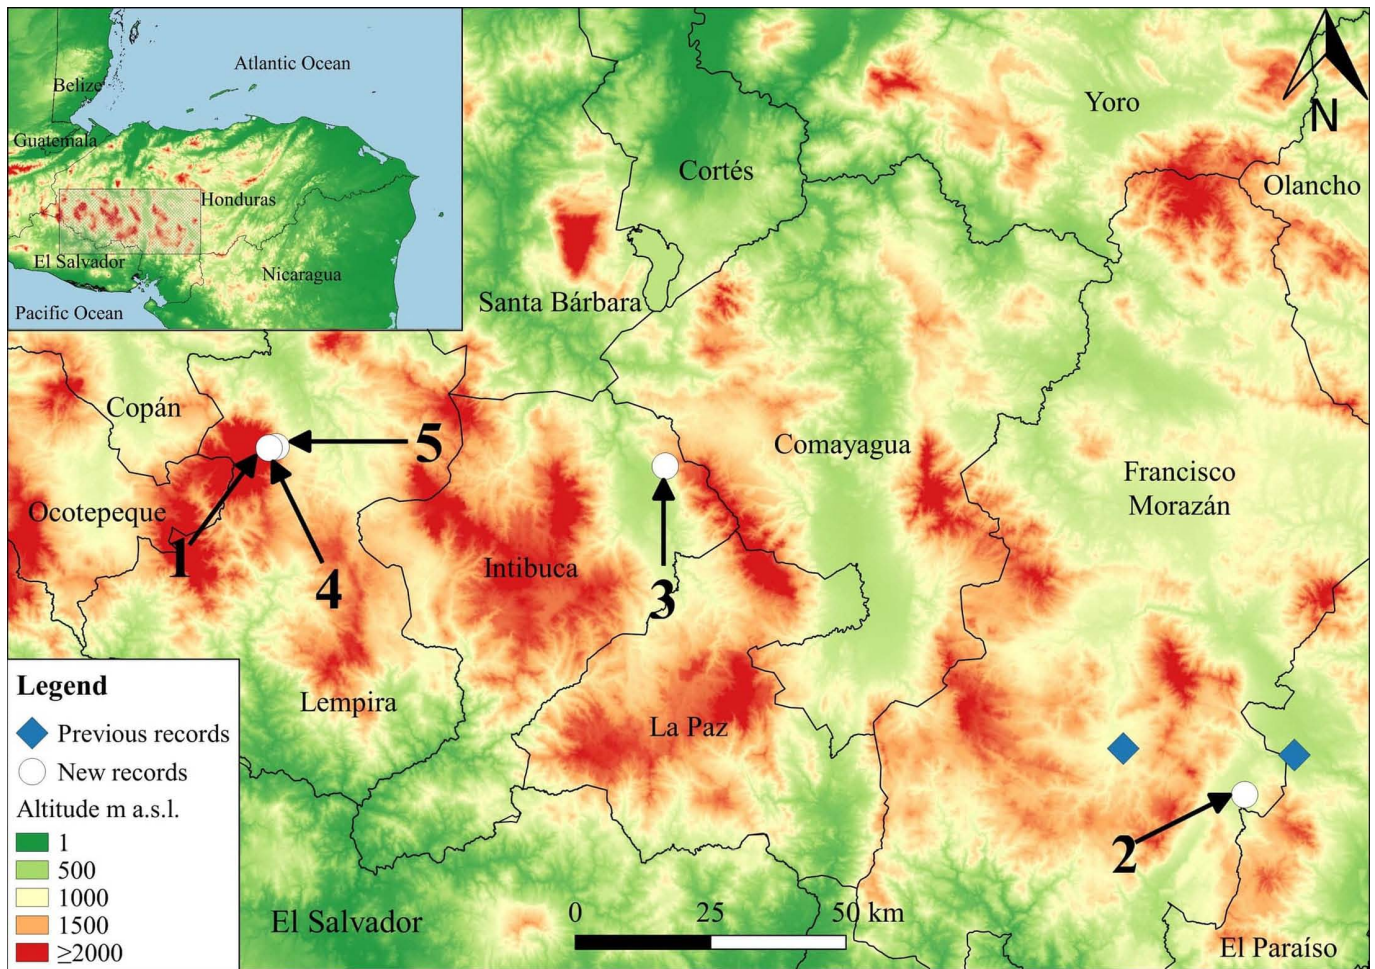 Atlantic Ocean
Belize
Guatemala
Honduras
El Salvador
Nicaragua
Pacific Ocean
Yoro
N
Cortés
Olancho
Santa Bárbara
Copán
5
Comayagua
Francisco
Morazán
Ocotepeque
1
4
Intibuca
3
Lempira
La Paz
2
El Salvador
El Paraíso
0 25 50 km
Legend
Previous records
New records
Altitude m a.s.l.
1
500
1000
1500
≥2000